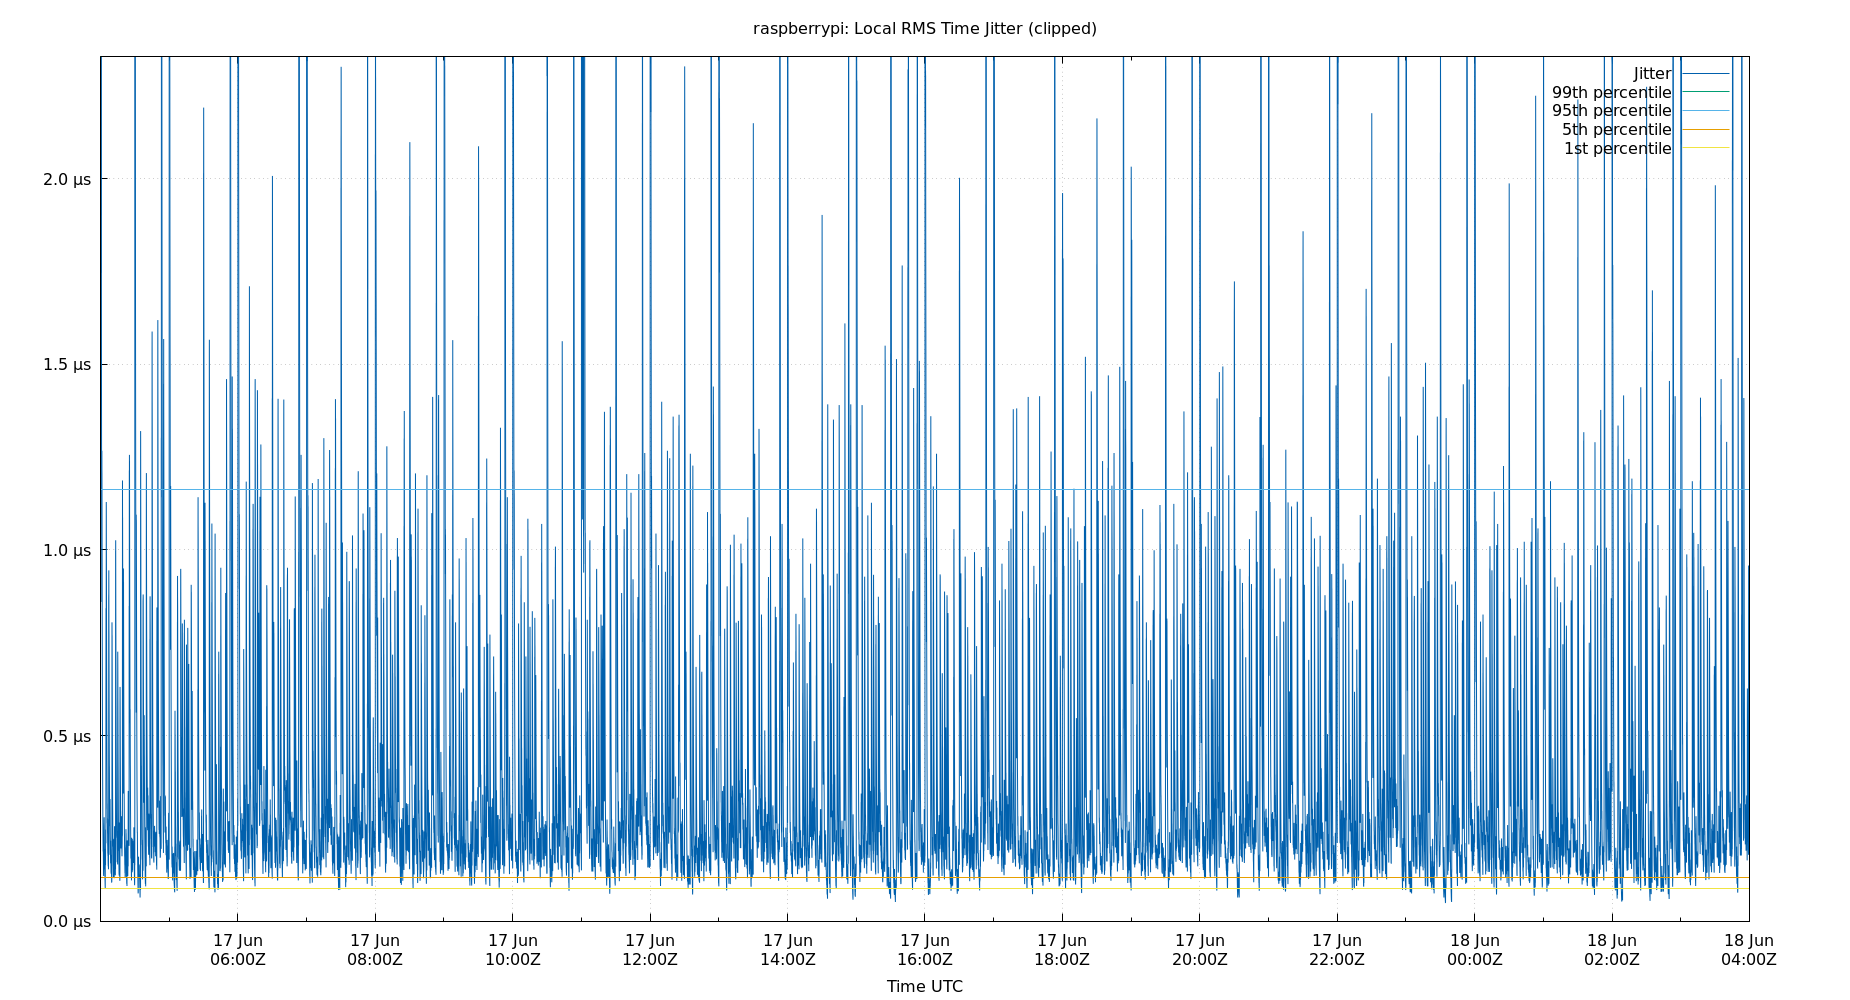 raspberrypi: Local RMS Time Jitter (clipped)
Jitter
99th percentile
95th percentile
5th percentile
1st percentile
2.0 µs
1.5 µs
1.0 µs
0.5 µs
0.0 µs
17 Jun 17 Jun 17 Jun 17 Jun 17 Jun 17 Jun 17 Jun 17 Jun 17 Jun 18 Jun 18 Jun 18 Jun
06:00Z 08:00Z 10:00Z 12:00Z 14:00Z 16:00Z 18:00Z 20:00Z 22:00Z 00:00Z 02:00Z 04:00Z
Time UTC